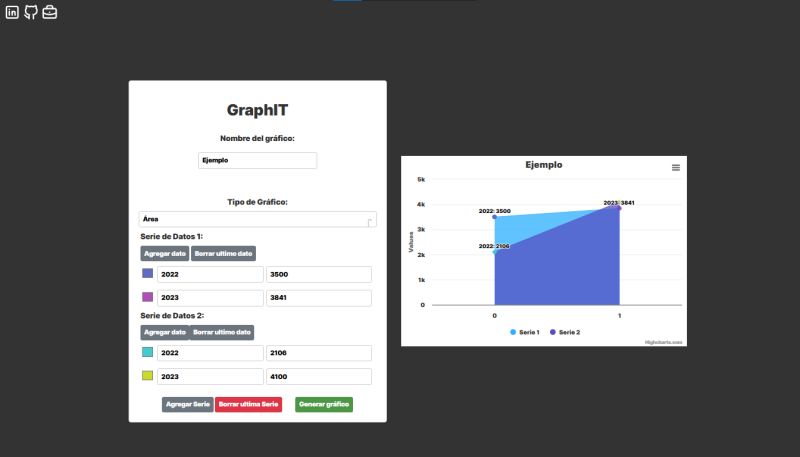 GraphIT
Nombre del gráfico:
Ejemplo
Tipo de Gráfico:
Área
Serie de Datos 1:
Agregar dato Borrar ultimo dato
2022 3500
2023 3841
Serie de Datos 2:
Agregar dato Borrar ultimo dato
2022 2106
2023 4100
Agregar Serie Borrar ultima Serie Generar gráfico
Ejemplo
5k
4k
3k
2k
1k
0
Values
2022: 3500
2023: 3841
2022: 2106
0 1
Serie 1 Serie 2
Highcharts.com